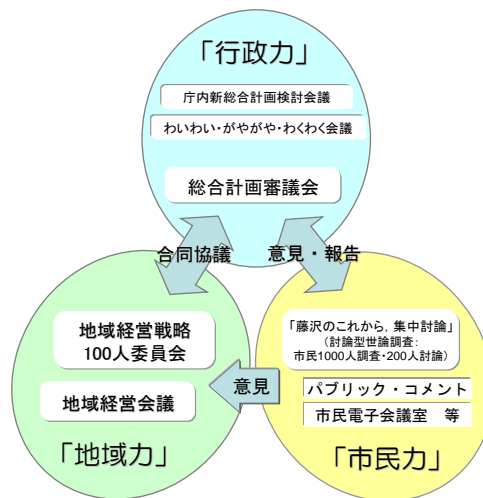 「行政力」
庁内新総合計画検討会議
わいわい・がやがや・わくわく会議
総合計画審議会
合同協議
意見・報告
地域経営戦略
100人委員会
地域経営会議
「地域力」
意見
「藤沢のこれから,集中討論」
(討論型世論調査:
市民1000人調査・200人討論)
パブリック・コメント
市民電子会議室 等
「市民力」